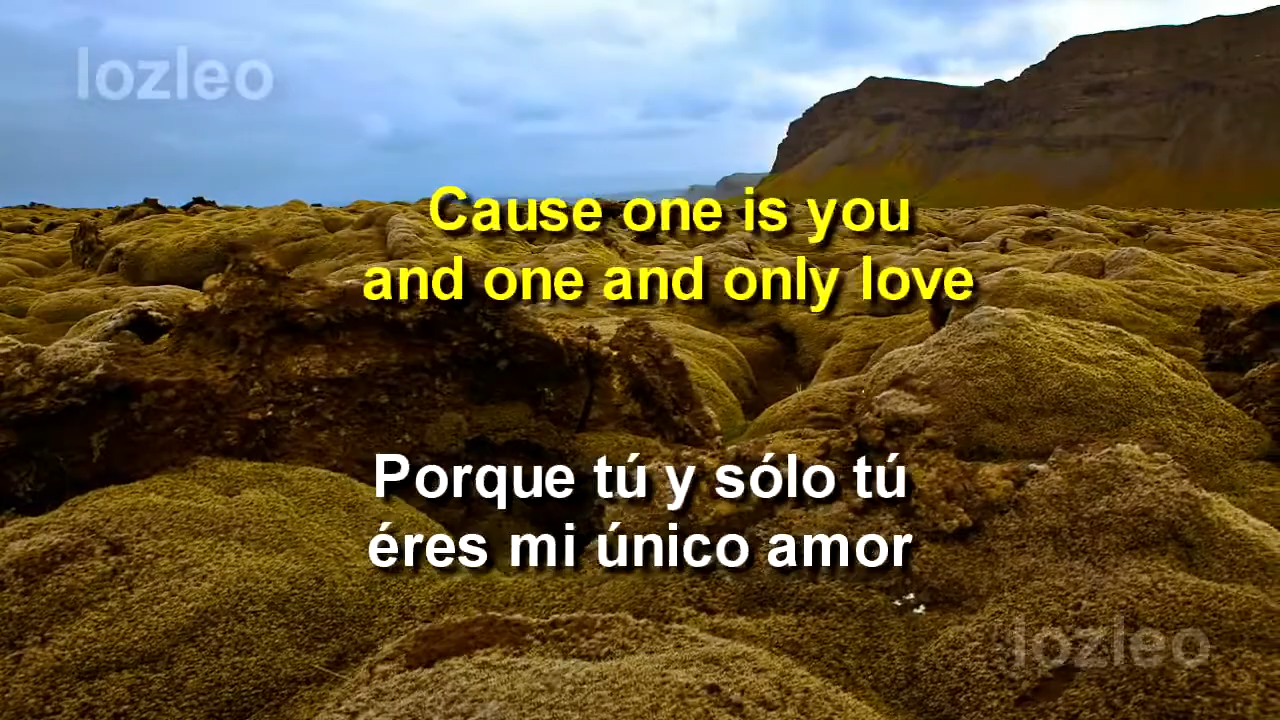 lozleo
Cause one is you
and one and only love
Porque tú y sólo tú
éres mi único amor
lozleo